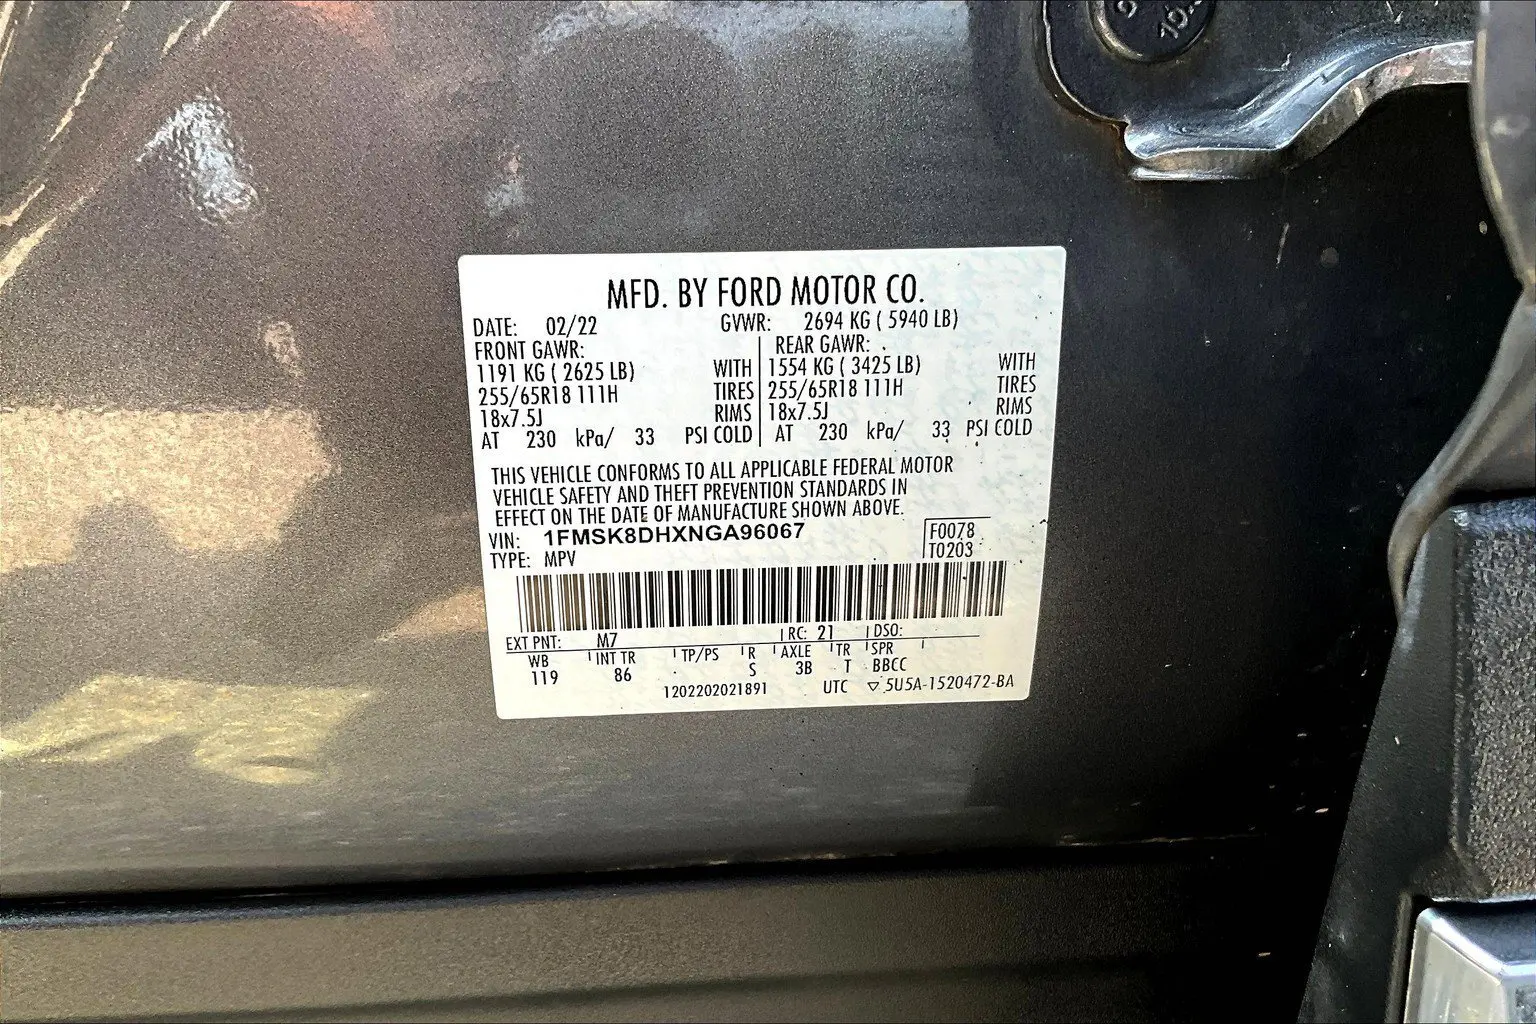 10.
MFD. BY FORD MOTOR CO.
DATE: 02/22 GVWR: 2694 KG ( 5940 LB)
FRONT GAWR: REAR GAWR:
1191 KG ( 2625 LB) WITH 1554 KG ( 3425 LB) WITH
255/65R18 111H TIRES 255/65R18 111H TIRES
18x7.5J RIMS 18x7.5J RIMS
AT 230 kPa/ 33 PSI COLD AT 230 kPa/ 33 PSI COLD
THIS VEHICLE CONFORMS TO ALL APPLICABLE FEDERAL MOTOR
VEHICLE SAFETY AND THEFT PREVENTION STANDARDS IN
EFFECT ON THE DATE OF MANUFACTURE SHOWN ABOVE.
VIN: 1FMSK8DHXNGA96067 F0078
TYPE: MPV T0203
EXT PNT: M7 RC: 21 DSO:
WB INT TR TP/PS R AXLE TR SPR
119 86 S 3B T BBCC
1202202021891 UTC ▽ 5U5A-1520472-BA